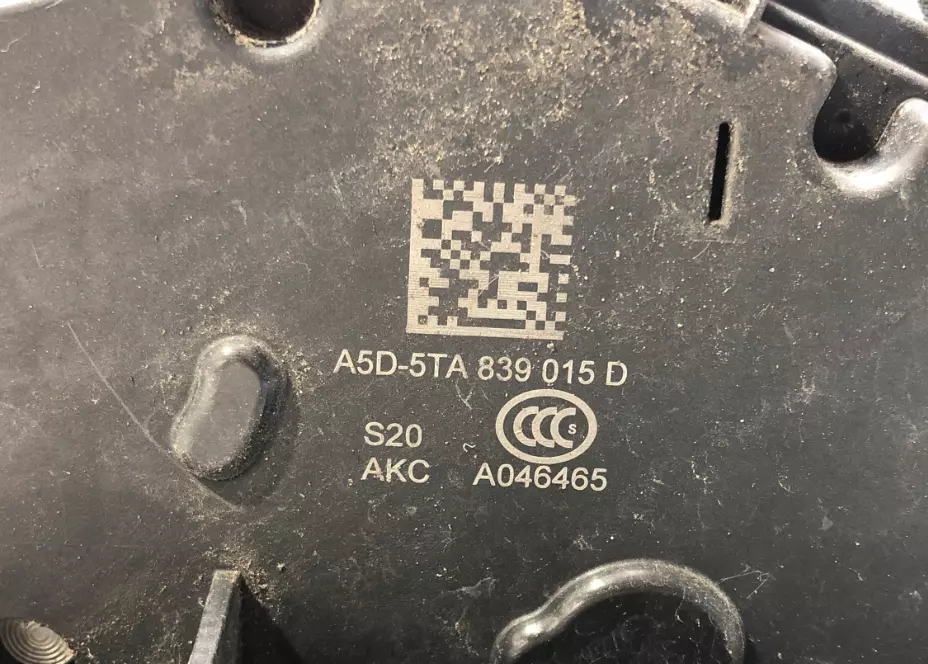 A5D-5TA 839 015 D
S20
CCC S
AKC A046465